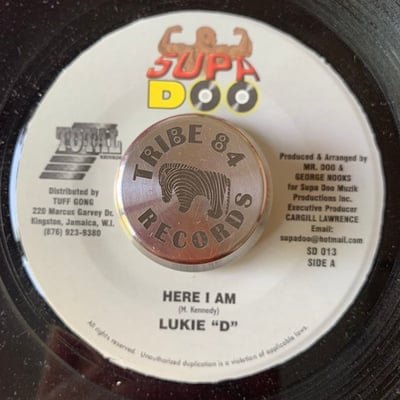 SUPA
DOO
TOTAL
RECORDS
Distributed by
TUFF GONG
220 Marcus Garvey Dr.
Kingston, Jamaica, W.I.
(876) 923-9380
TRIBE 84
RECORDS
Produced & Arranged by
MR. DOO &
GEORGE NOOKS
for Supa Doo Muzik
Productions Inc.
Executive Producer
CARGILL LAWRENCE
Email:
supadoo@hotmail.com
SD 013
SIDE A
HERE I AM
(M. Kennedy)
LUKIE "D"
All rights reserved. Unauthorized duplication is a violation of applicable laws.